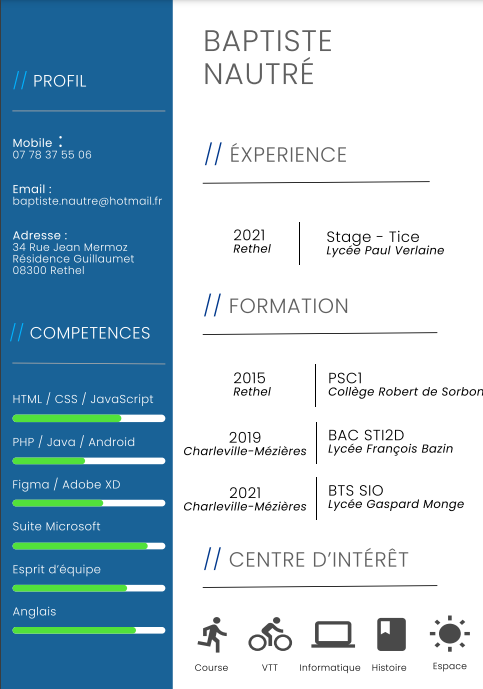 // PROFIL
Mobile :
07 78 37 55 06
Email :
baptiste.nautre@hotmail.fr
Adresse :
34 Rue Jean Mermoz
Résidence Guillaumet
08300 Rethel
// COMPETENCES
HTML / CSS / JavaScript
PHP / Java / Android
Figma / Adobe XD
Suite Microsoft
Esprit d'équipe
Anglais
BAPTISTE
NAUTRÉ
// ÉXPERIENCE
2021
Rethel
Stage - Tice
Lycée Paul Verlaine
// FORMATION
2015
Rethel
PSC1
Collège Robert de Sorbon
2019
Charleville-Mézières
BAC STI2D
Lycée François Bazin
2021
Charleville-Mézières
BTS SIO
Lycée Gaspard Monge
// CENTRE D'INTÉRÊT
Course
VTT
Informatique
Histoire
Espace